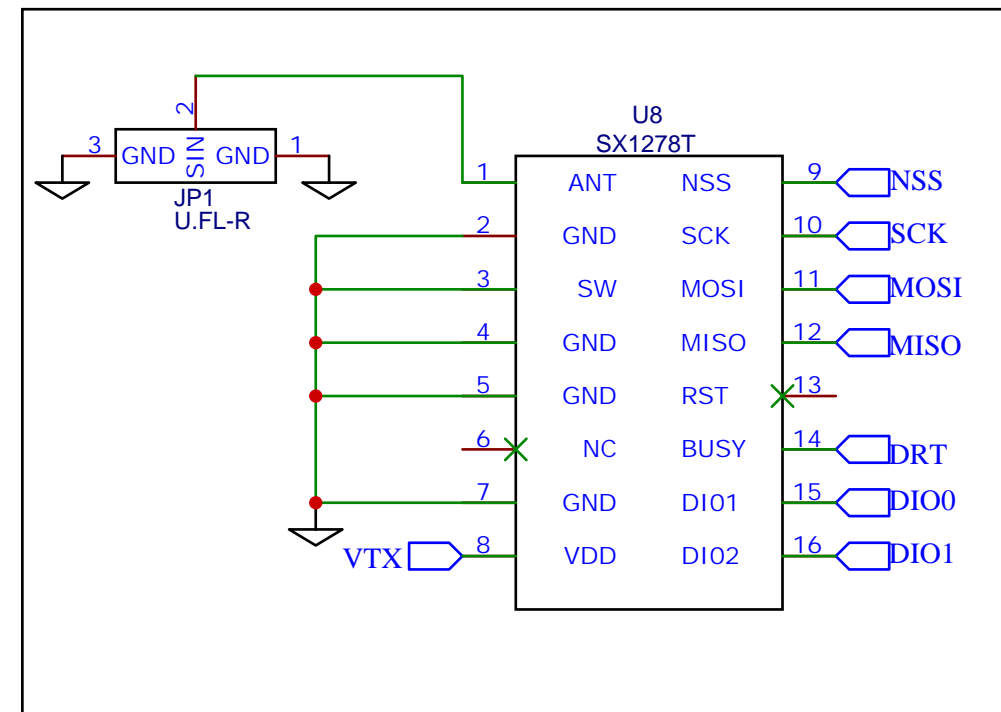 2
3 GND SIN GND 1
JP1
U.FL-R
U8
SX1278T
1 ANT NSS 9 NSS
2 GND SCK 10 SCK
3 SW MOSI 11 MOSI
4 GND MISO 12 MISO
5 GND RST 13
6 NC BUSY 14 DRT
7 GND DIO1 15 DIO0
VTX 8 VDD DIO2 16 DIO1